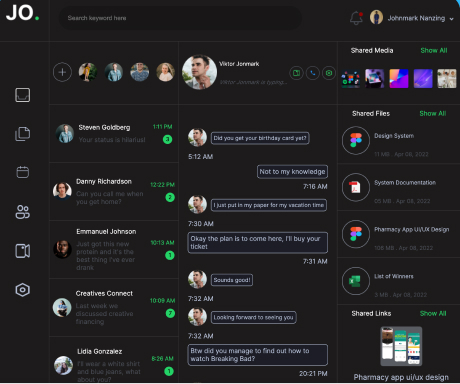 JO.
Search keyword here
Johnmark Nanzing
Steven Goldberg
1:11 PM
Your status is hilarius!
3
Danny Richardson
12:22 PM
Can you call me when
you get home?
2
Emmanuel Johnson
10:13 AM
Just got this new
protein and it's the
best thing I've ever
drank
1
Creatives Connect
10:09 AM
Last week we
discussed creative
financing
7
Lidia Gonzalez
8:26 AM
I'll wear a white shirt
and blue jeans, what
about you?
1
Viktor Jonmark
Viktor Jonmark is typing...
Did you get your birthday card yet?
5:12 AM
Not to my knowledge
7:16 AM
I just put in my paper for my vacation time
7:30 AM
Okay the plan is to come here, I'll buy your
ticket
7:31 AM
Sounds good!
7:32 AM
Looking forward to seeing you
7:32 AM
Btw did you manage to find out how to
watch Breaking Bad?
20:21 PM
Shared Media
Show All
Shared Files
Show All
Design System
11 MB . Apr 08, 2022
System Documentation
Apr 08, 2022
Pharmacy App UI/UX Design
Apr 08, 2022
List of Winners
3 MB . Apr 08, 2022
Shared Links
Show All
Pharmacy app ui/ux design